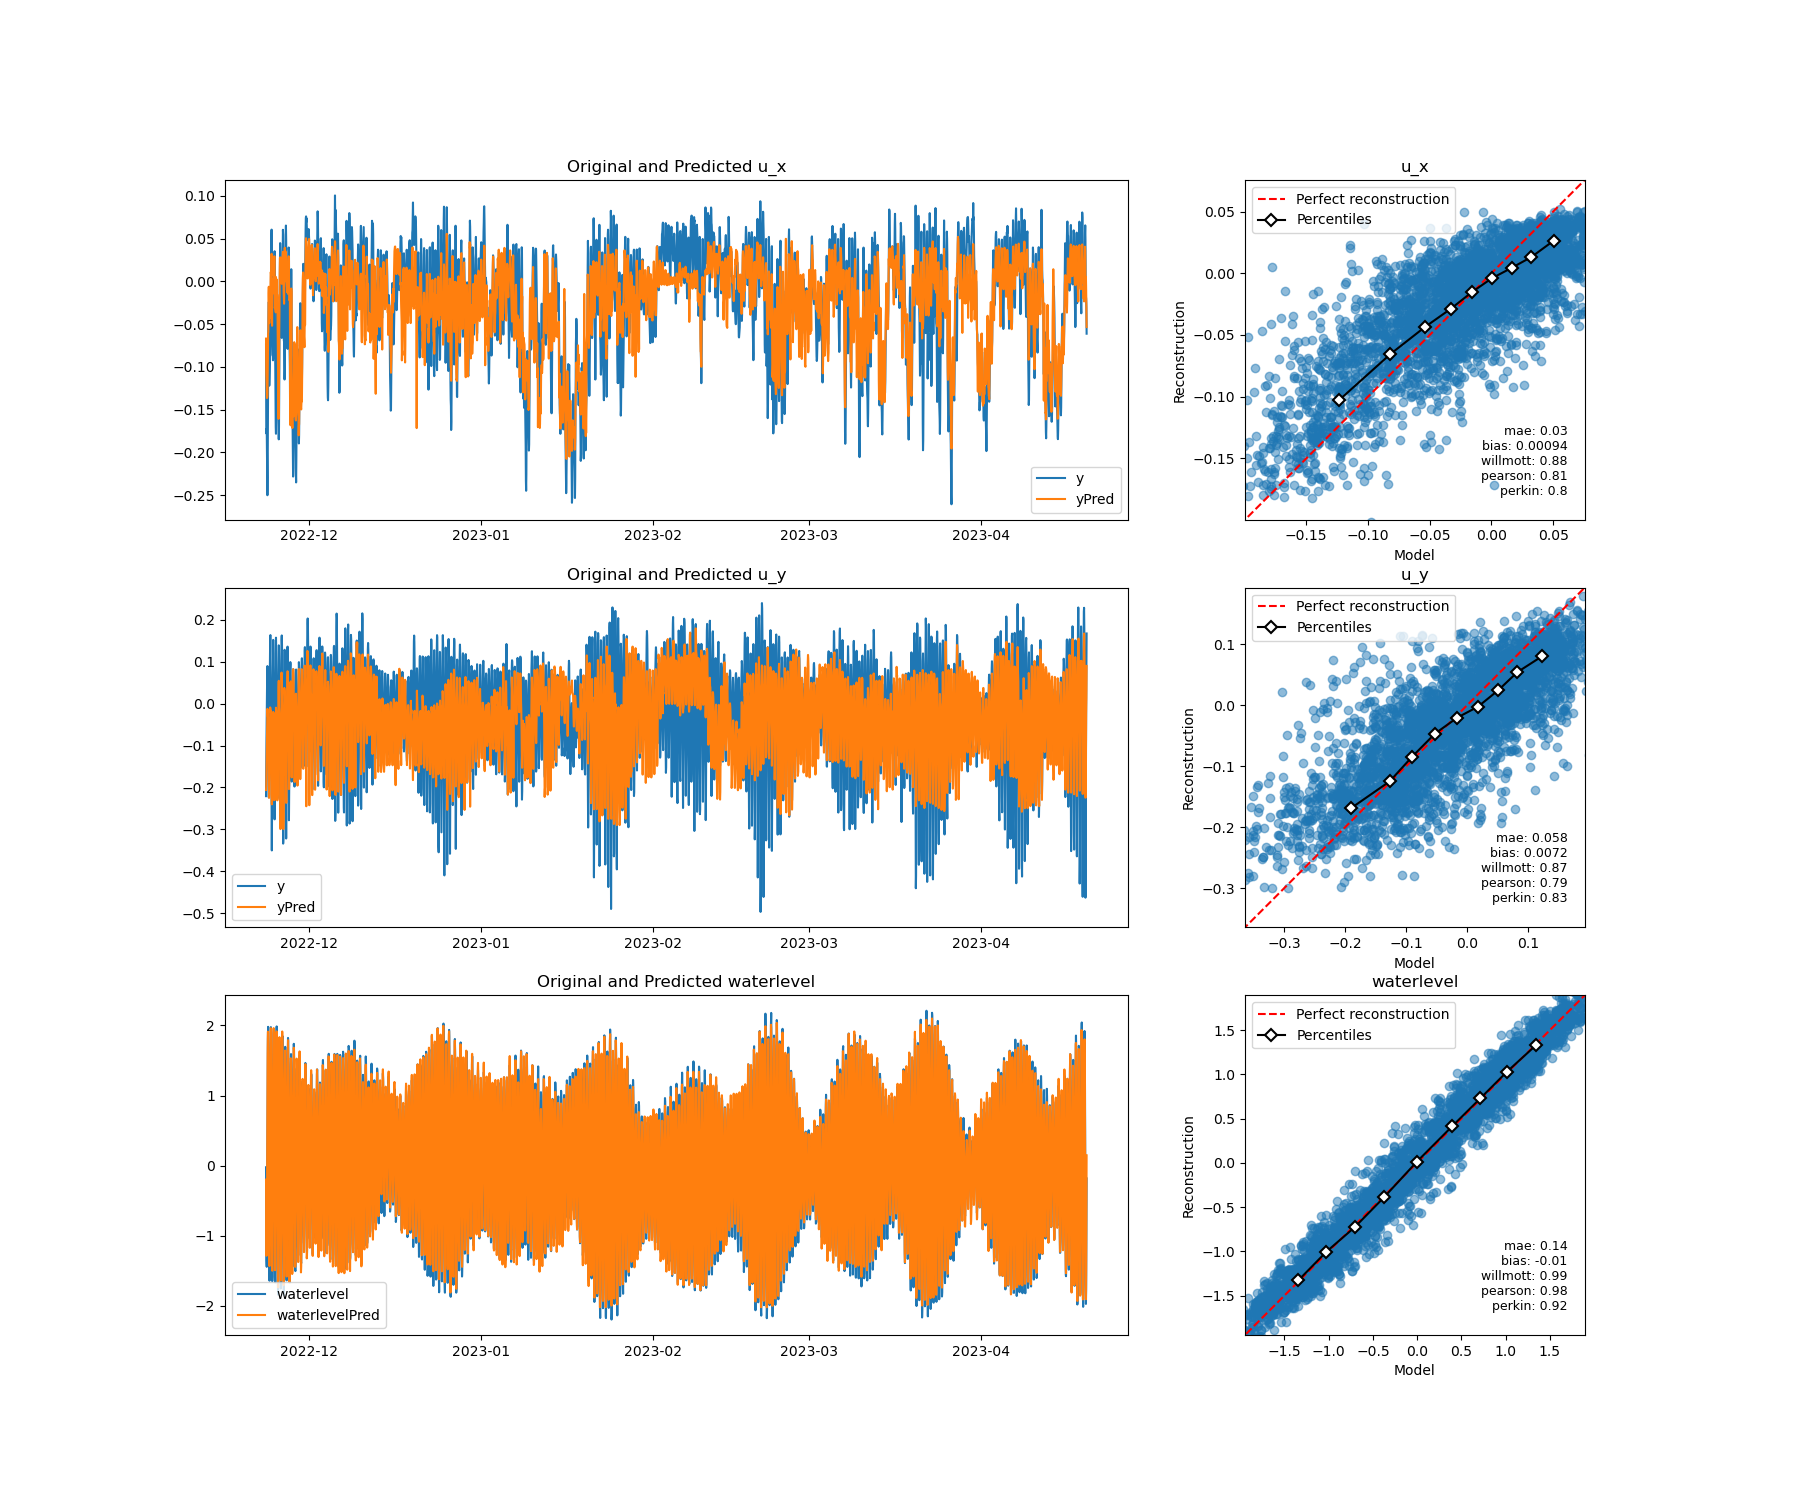 Original and Predicted u_x
0.10
0.05
0.00
−0.05
−0.10
−0.15
−0.20
−0.25
y
yPred
2022-12
2023-01
2023-02
2023-03
2023-04
u_x
Perfect reconstruction
Percentiles
Reconstruction
0.05
0.00
−0.05
−0.10
−0.15
mae: 0.03
bias: 0.00094
willmott: 0.88
pearson: 0.81
perkin: 0.8
−0.15
−0.10
−0.05
0.00
0.05
Model
Original and Predicted u_y
0.2
0.1
0.0
−0.1
−0.2
−0.3
−0.4
−0.5
y
yPred
2022-12
2023-01
2023-02
2023-03
2023-04
u_y
Perfect reconstruction
Percentiles
Reconstruction
0.1
0.0
−0.1
−0.2
−0.3
mae: 0.058
bias: 0.0072
willmott: 0.87
pearson: 0.79
perkin: 0.83
−0.3
−0.2
−0.1
0.0
0.1
Model
Original and Predicted waterlevel
2
1
0
−1
−2
waterlevel
waterlevelPred
2022-12
2023-01
2023-02
2023-03
2023-04
waterlevel
Perfect reconstruction
Percentiles
Reconstruction
1.5
1.0
0.5
0.0
−0.5
−1.0
−1.5
mae: 0.14
bias: -0.01
willmott: 0.99
pearson: 0.98
perkin: 0.92
−1.5
−1.0
−0.5
0.0
0.5
1.0
1.5
Model